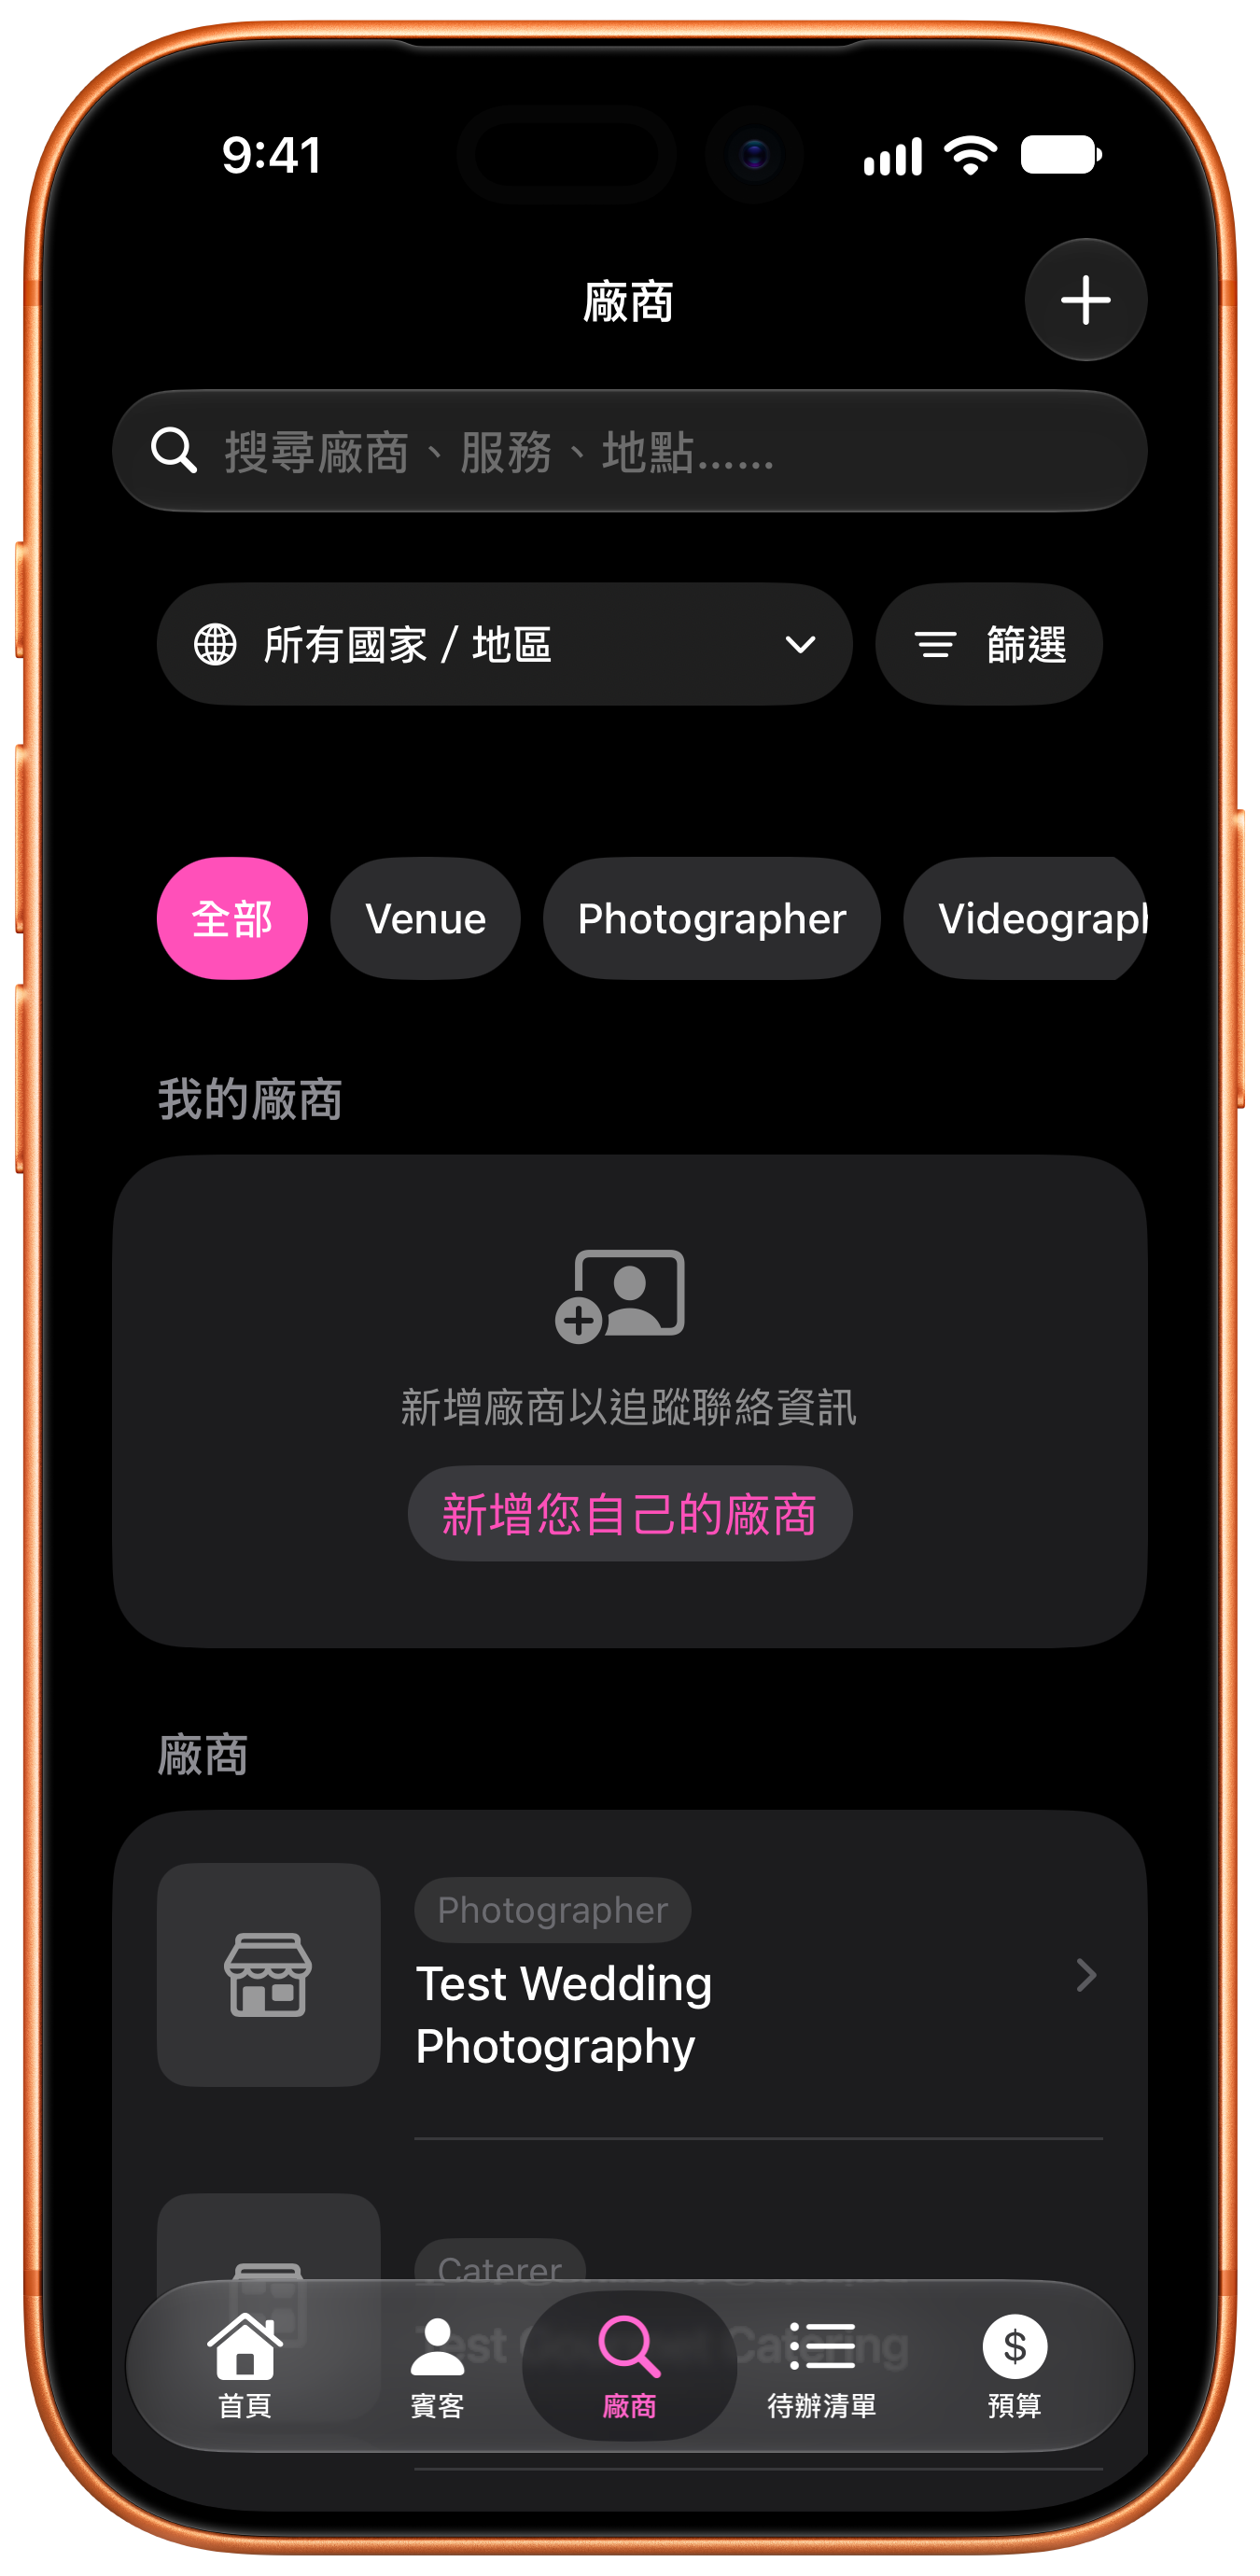 9:41
廠商
搜尋廠商、服務、地點……
所有國家 / 地區
篩選
全部
Venue
Photographer
Videograph
我的廠商
新增廠商以追蹤聯絡資訊
新增您自己的廠商
廠商
Photographer
Test Wedding
Photography
Caterer
Test
Catering
首頁
賓客
廠商
待辦清單
預算